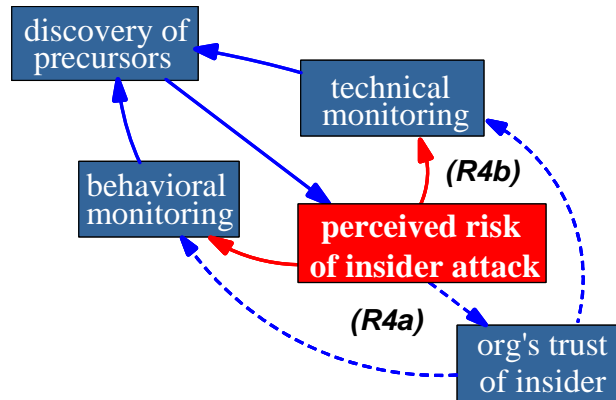 discovery of
precursors
technical
monitoring
behavioral
monitoring
(R4b)
perceived risk
of insider attack
(R4a)
org's trust
of insider